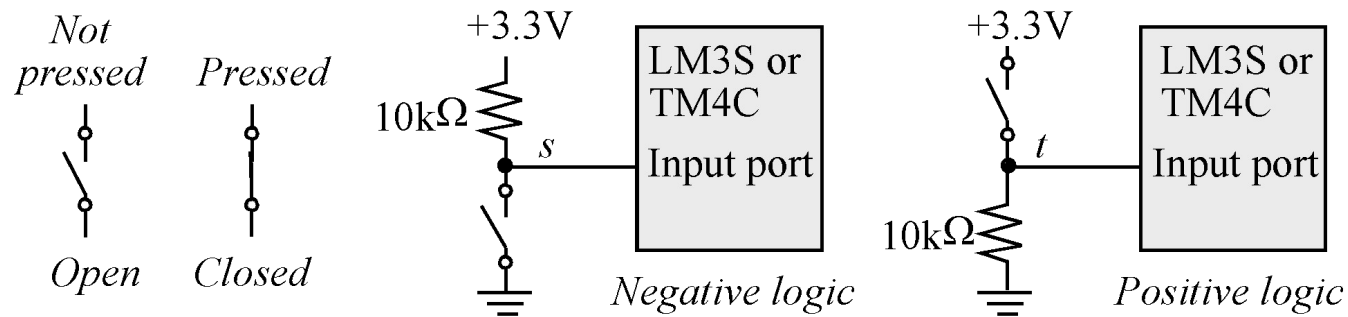 Not
pressed
Pressed
Open
Closed
+3.3V
10kΩ
s
LM3S or
TM4C
Input port
Negative logic
+3.3V
t
10kΩ
LM3S or
TM4C
Input port
Positive logic